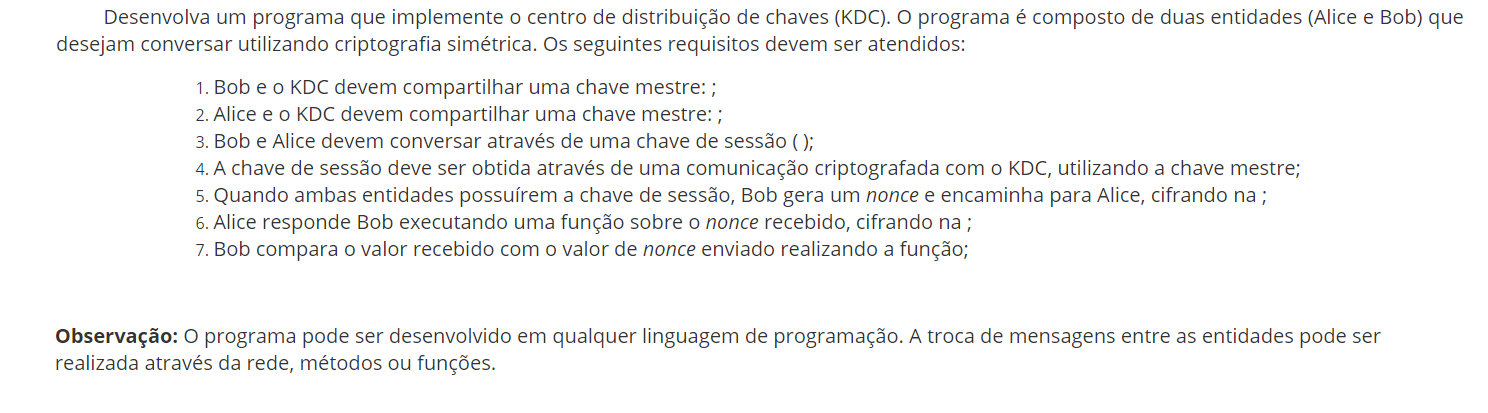 Desenvolva um programa que implemente o centro de distribuição de chaves (KDC). O programa é composto de duas entidades (Alice e Bob) que
desejam conversar utilizando criptografia simétrica. Os seguintes requisitos devem ser atendidos:
1. Bob e o KDC devem compartilhar uma chave mestre: ;
2. Alice e o KDC devem compartilhar uma chave mestre: ;
3. Bob e Alice devem conversar através de uma chave de sessão ( );
4. A chave de sessão deve ser obtida através de uma comunicação criptografada com o KDC, utilizando a chave mestre;
5. Quando ambas entidades possuírem a chave de sessão, Bob gera um nonce e encaminha para Alice, cifrando na ;
6. Alice responde Bob executando uma função sobre o nonce recebido, cifrando na ;
7. Bob compara o valor recebido com o valor de nonce enviado realizando a função;
Observação: O programa pode ser desenvolvido em qualquer linguagem de programação. A troca de mensagens entre as entidades pode ser
realizada através da rede, métodos ou funções.